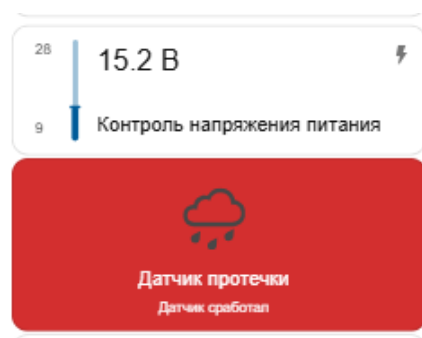 28
15.2 В
9
Контроль напряжения питания
Датчик протечки
Датчик сработал